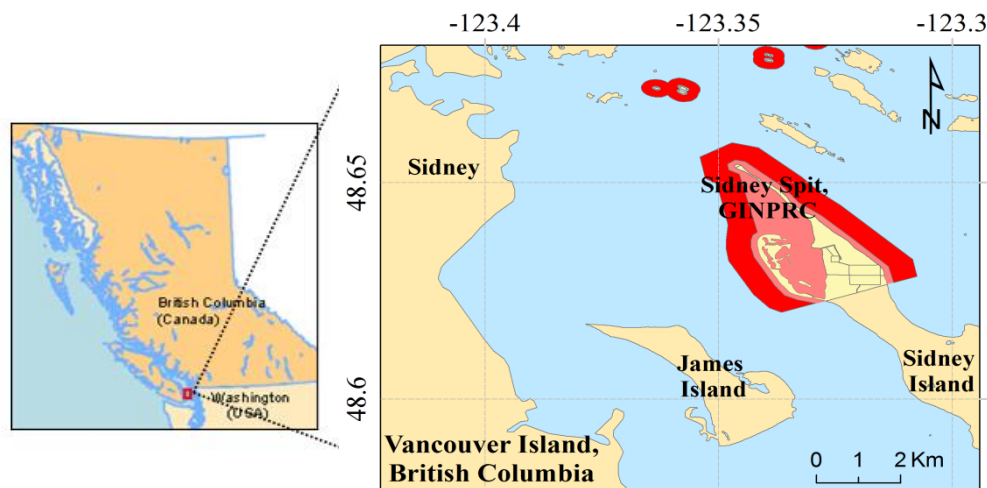 -123.4
-123.35
-123.3
48.65
48.6
N
Sidney
Sidney Spit,
GINPRC
James
Island
Sidney
Island
Vancouver Island,
British Columbia
0 1 2 Km
British Columbia
(Canada)
Washington
(USA)